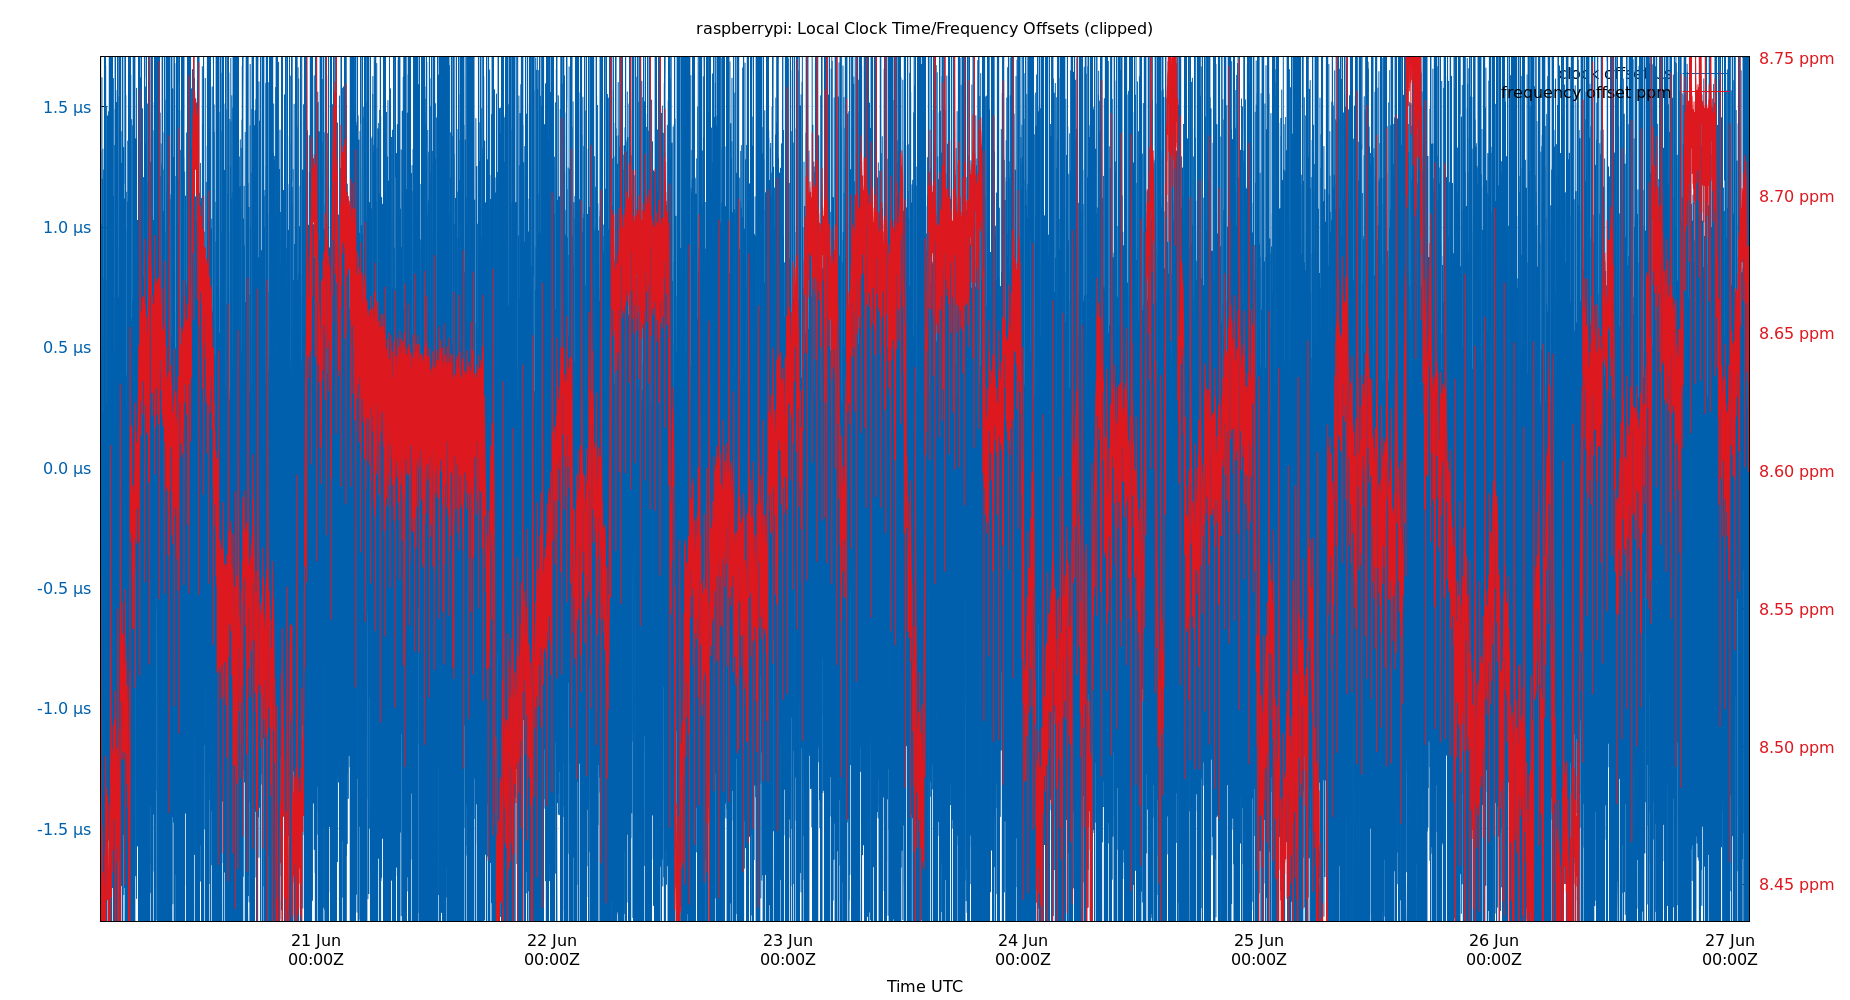 raspberrypi: Local Clock Time/Frequency Offsets (clipped)
clock offset µs
frequency offset ppm
1.5 µs
1.0 µs
0.5 µs
0.0 µs
-0.5 µs
-1.0 µs
-1.5 µs
8.75 ppm
8.70 ppm
8.65 ppm
8.60 ppm
8.55 ppm
8.50 ppm
8.45 ppm
21 Jun
00:00Z
22 Jun
00:00Z
23 Jun
00:00Z
24 Jun
00:00Z
25 Jun
00:00Z
26 Jun
00:00Z
27 Jun
00:00Z
Time UTC